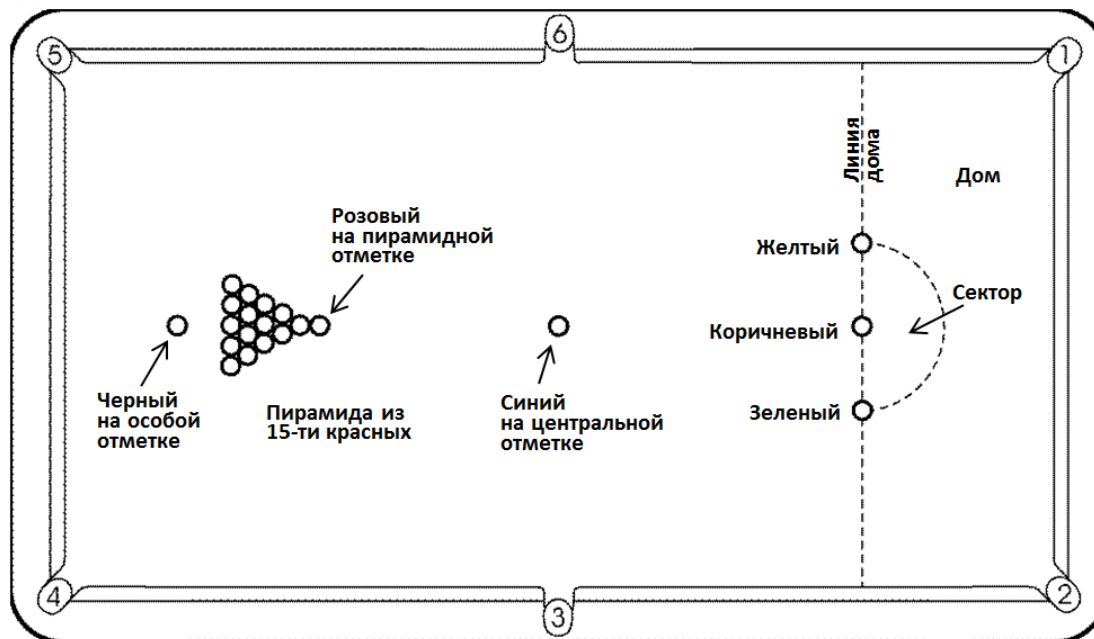 6
5
1
Линия
дома
Дом
Розовый
на пирамидной
отметке
Желтый
Сектор
Коричневый
Черный
на особой
отметке
Пирамида из
15-ти красных
Синий
на центральной
отметке
Зеленый
4
3
2